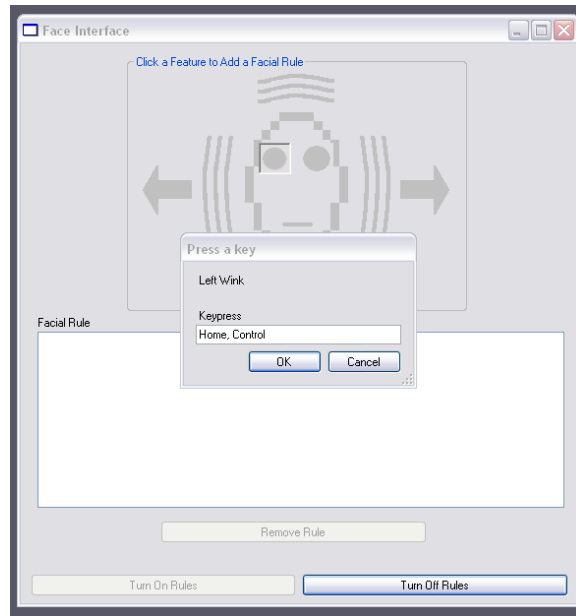 Face Interface
Click a Feature to Add a Facial Rule
Press a key
Left Wink
Keypress
Home, Control
OK
Cancel
Facial Rule
Remove Rule
Turn On Rules
Turn Off Rules